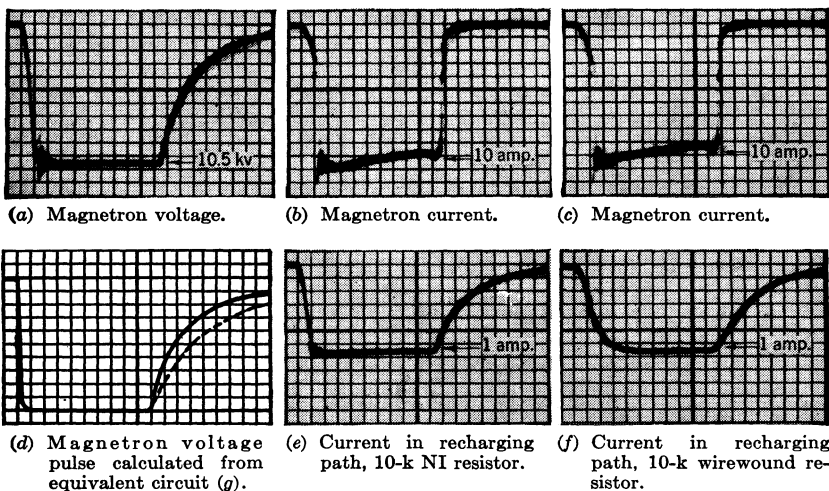 10.5 kv
10 amp.
10 amp.
(a) Magnetron voltage.
(b) Magnetron current.
(c) Magnetron current.
1 amp.
1 amp.
(d) Magnetron voltage
pulse calculated from
equivalent circuit (g).
(e) Current in recharging
path, 10-k NI resistor.
(f) Current in recharging
path, 10-k wirewound re-
sistor.